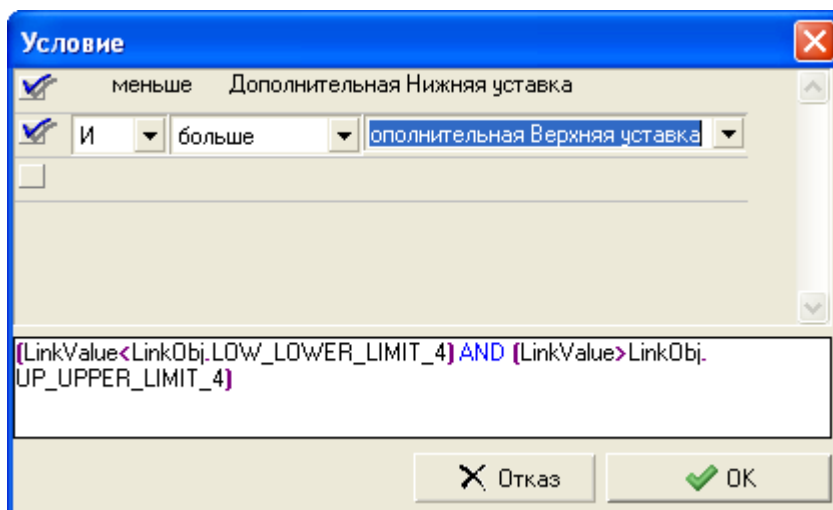 Условие
меньше Дополнительная Нижняя уставка
И больше ополнительная Верхняя уставка
(LinkValue<LinkObj.LOW_LOWER_LIMIT_4) AND (LinkValue>LinkObj.
UP_UPPER_LIMIT_4)
Отказ OK